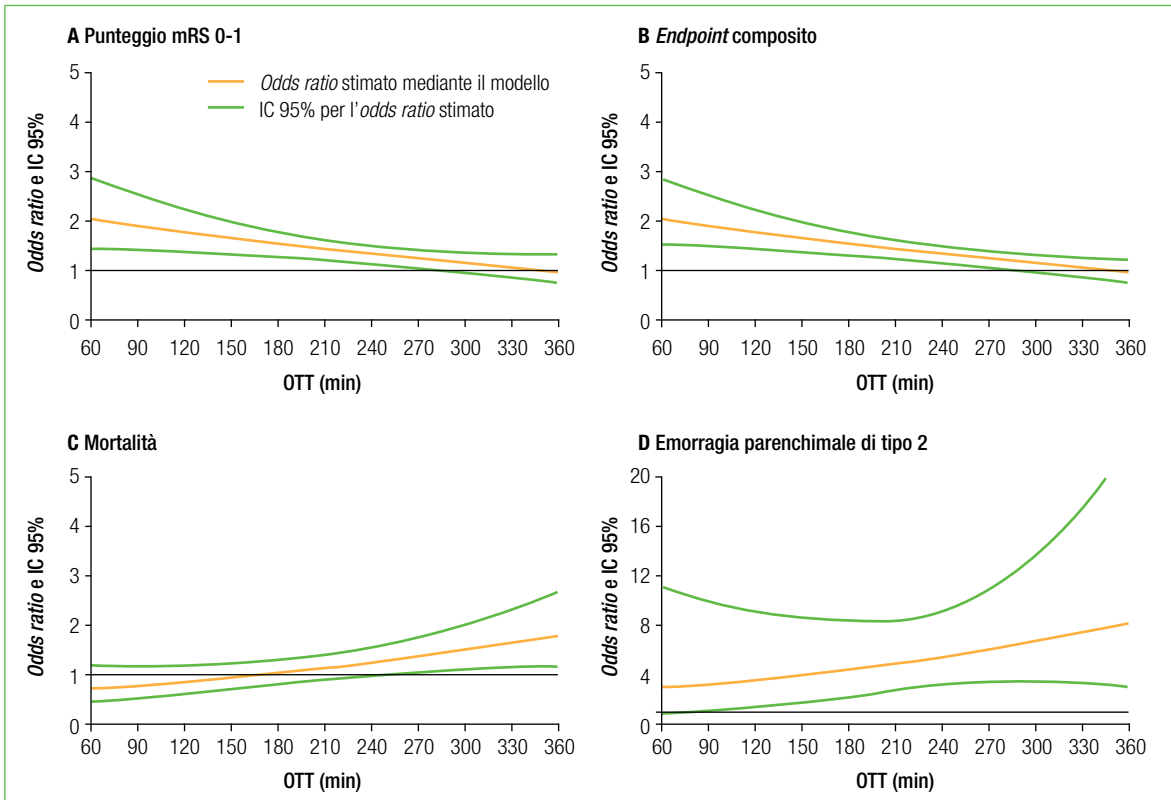 A Punteggio mRS 0-1
Odds ratio e IC 95%
5
4
3
2
1
0
Odds ratio stimato mediante il modello
IC 95% per l'odds ratio stimato
60 90 120 150 180 210 240 270 300 330 360
OTT (min)
B Endpoint composito
Odds ratio e IC 95%
5
4
3
2
1
0
60 90 120 150 180 210 240 270 300 330 360
OTT (min)
C Mortalità
Odds ratio e IC 95%
5
4
3
2
1
0
60 90 120 150 180 210 240 270 300 330 360
OTT (min)
D Emorragia parenchimale di tipo 2
Odds ratio e IC 95%
20
16
12
8
4
0
60 90 120 150 180 210 240 270 300 330 360
OTT (min)